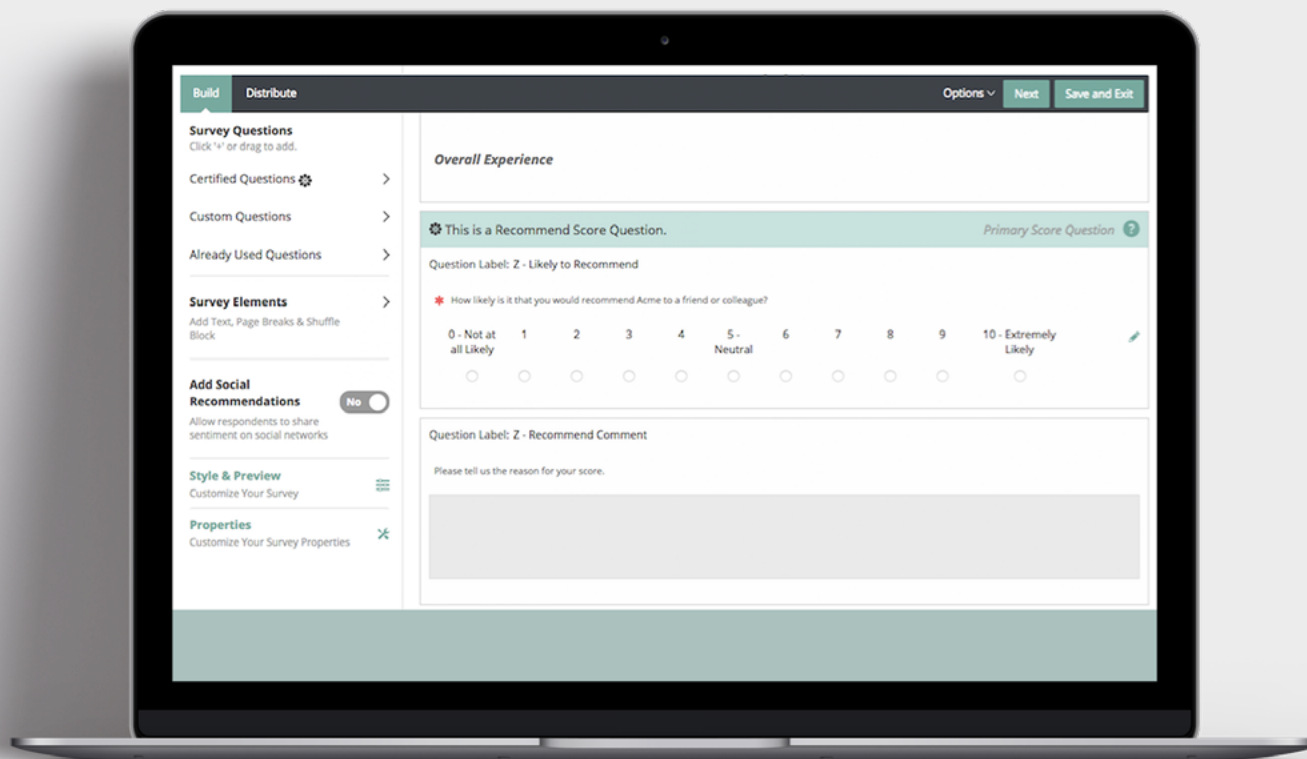 Build
Distribute
Options
Next
Save and Exit
Survey Questions
Click '+' or drag to add.
Certified Questions
Custom Questions
Already Used Questions
Survey Elements
Add Text, Page Breaks & Shuffle
Block
Add Social
Recommendations
No
Allow respondents to share
sentiment on social networks
Style & Preview
Customize Your Survey
Properties
Customize Your Survey Properties
Overall Experience
This is a Recommend Score Question.
Primary Score Question ?
Question Label: Z - Likely to Recommend
How likely is it that you would recommend Acme to a friend or colleague?
0 - Not at 1 2 3 4 5 - 6 7 8 9 10 - Extremely
all Likely Neutral Likely
Question Label: Z - Recommend Comment
Please tell us the reason for your score.